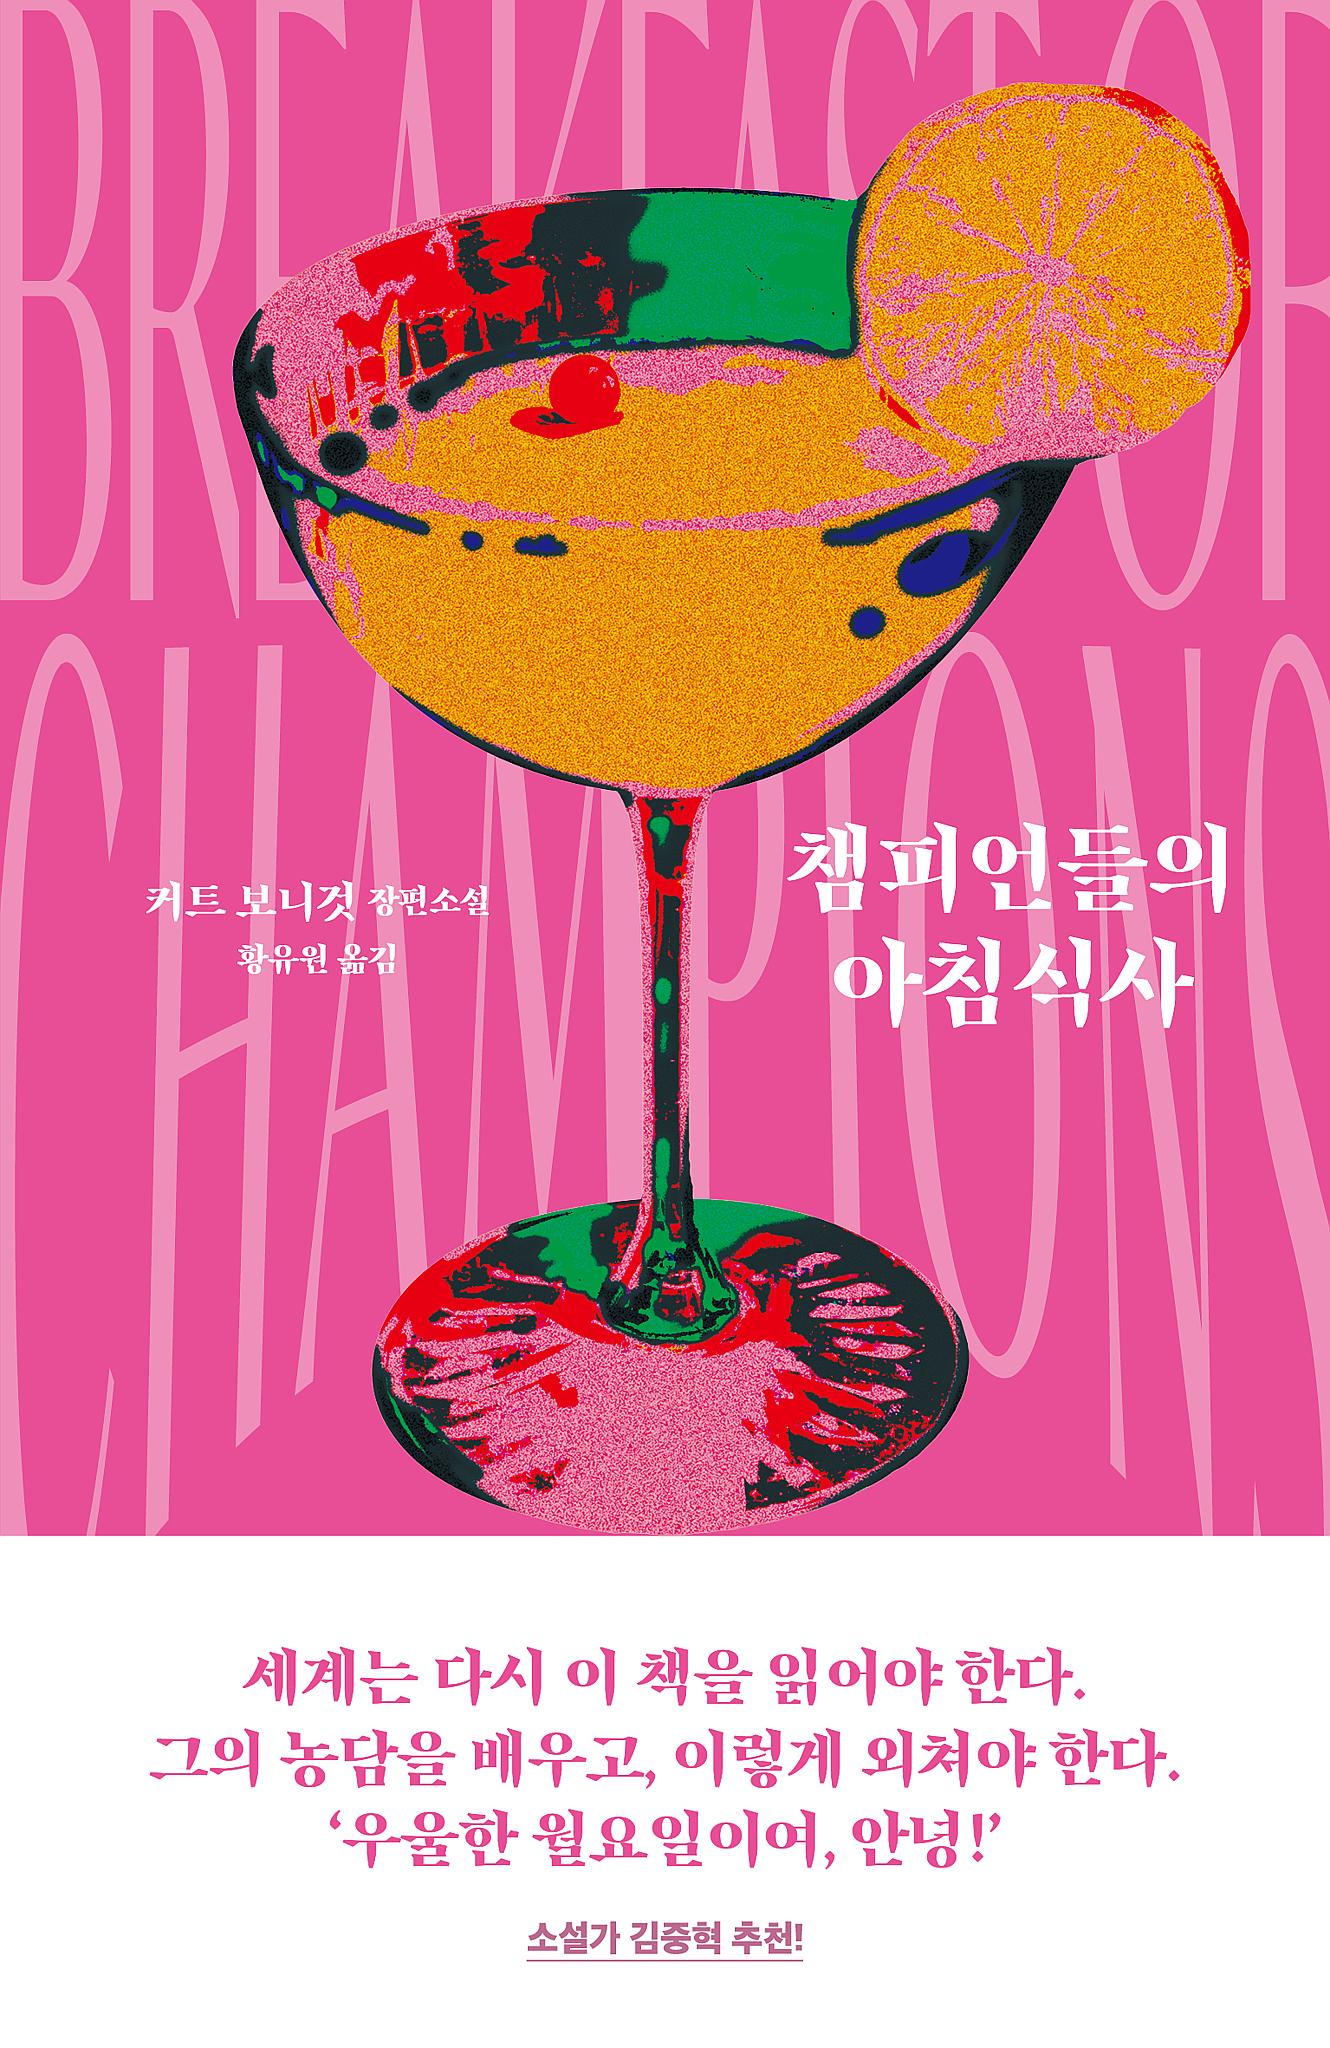 BREAKFAST OF
CHAMPIONS
챔피언들의
아침 식사
커트 보니것 장편소설
황유원 옮김
세계는 다시 이 책을 읽어야 한다.
그의 농담을 배우고, 이렇게 외쳐야 한다.
‘우울한 월요일이여, 안녕!’
소설가 김중혁 추천!